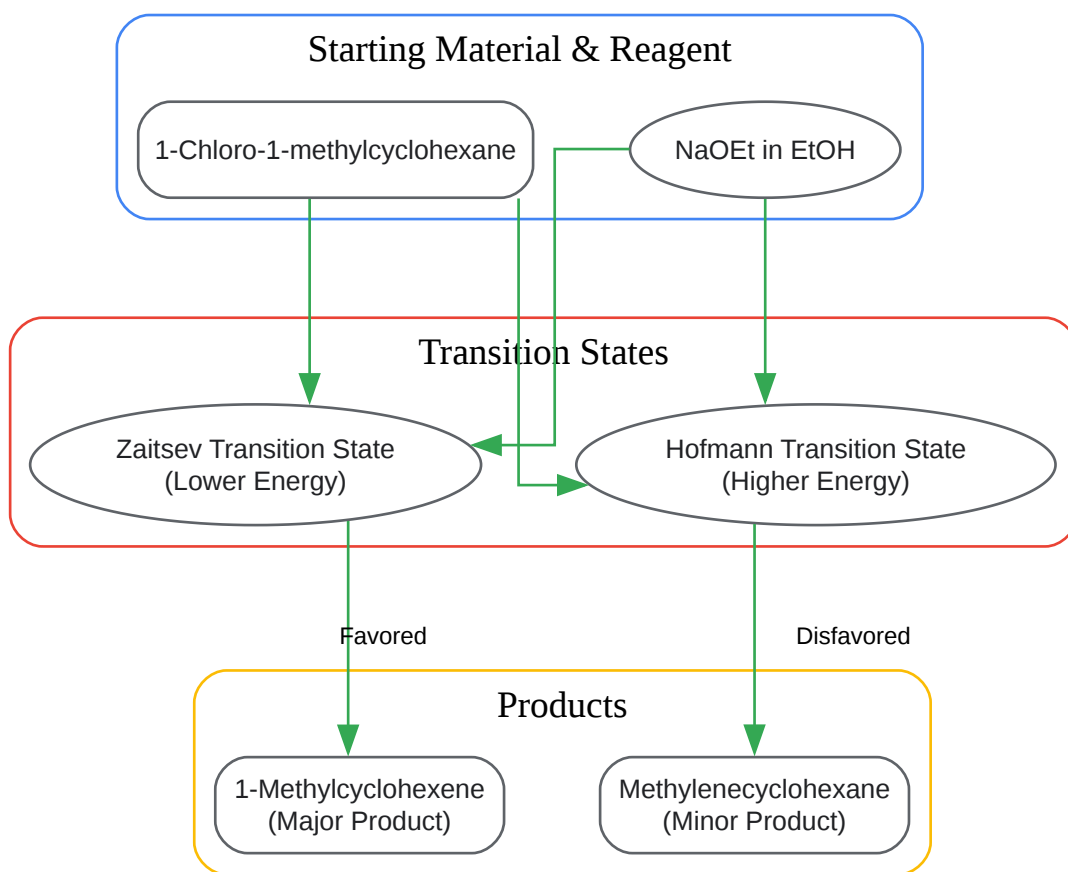 Starting Material & Reagent
1-Chloro-1-methylcyclohexane
NaOEt in EtOH
Transition States
Zaitsev Transition State
(Lower Energy)
Hofmann Transition State
(Higher Energy)
Favored
Disfavored
Products
1-Methylcyclohexene
(Major Product)
Methylenecyclohexane
(Minor Product)